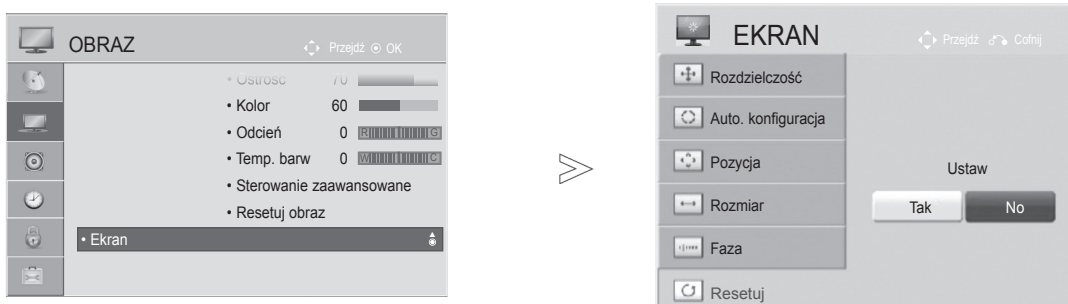 OBRAZ
Przejdź OK
• Ostrość 70
• Kolor 60
• Odcień 0 R G
• Temp. barw 0 W C
• Sterowanie zaawansowane
• Resetuj obraz
• Ekran
EKRAN
Przejdź Cofnij
Rozdzielczość
Auto. konfiguracja
Pozycja
Rozmiar
Faza
Resetuj
Ustaw
Tak No